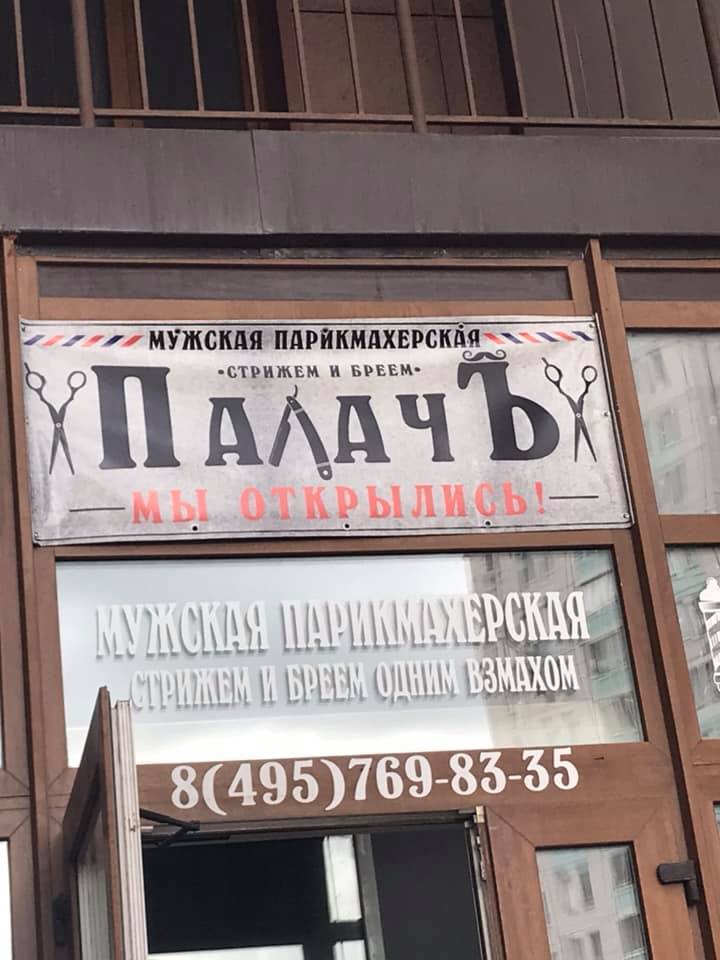 МУЖСКАЯ ПАРИКМАХЕРСКАЯ
•СТРИЖЕМ И БРЕЕМ•
ПАЛАЧЪ
МЫ ОТКРЫЛИСЬ!
МУЖСКАЯ ПАРИКМАХЕРСКАЯ
СТРИЖЕМ И БРЕЕМ ОДНИМ ВЗМАХОМ
8(495)769-83-35